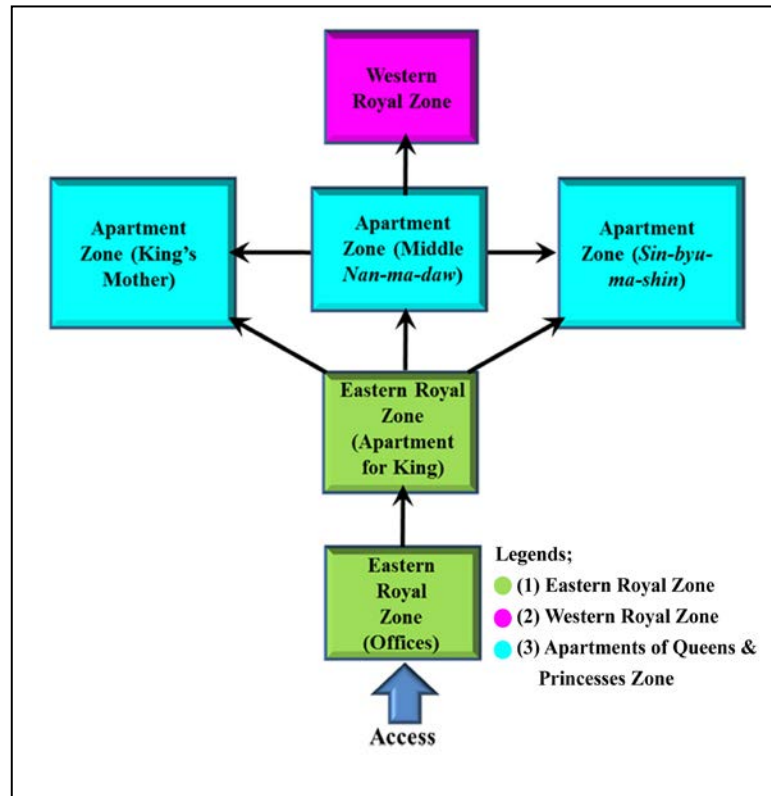 Western
Royal Zone
Apartment
Zone (King's
Mother)
Apartment
Zone (Middle
Nan-ma-daw)
Apartment
Zone (Sin-byu-
ma-shin)
Eastern Royal
Zone
(Apartment
for King)
Eastern
Royal
Zone
(Offices)
Access
Legends;
(1) Eastern Royal Zone
(2) Western Royal Zone
(3) Apartments of Queens &
Princesses Zone